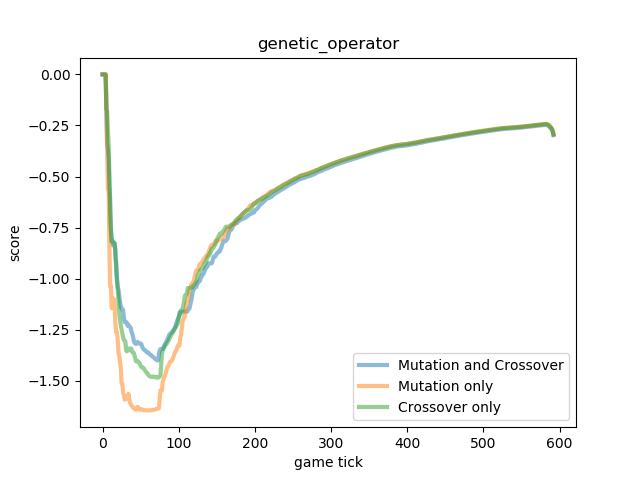 genetic_operator
0.00
−0.25
−0.50
−0.75
−1.00
−1.25
−1.50
score
Mutation and Crossover
Mutation only
Crossover only
0 100 200 300 400 500 600
game tick